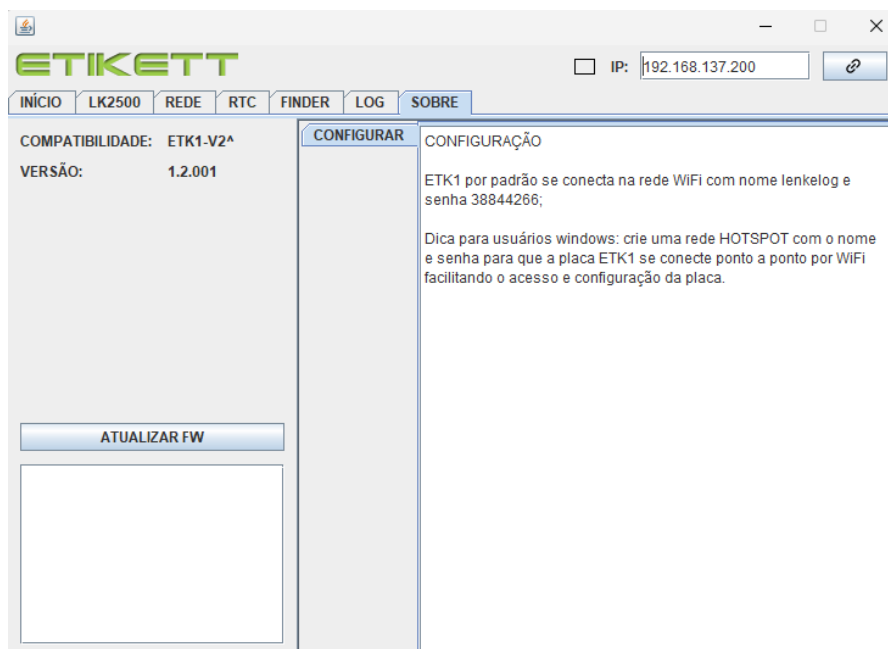 ETIKETT
IP: 192.168.137.200
INÍCIO LK2500 REDE RTC FINDER LOG SOBRE
COMPATIBILIDADE: ETK1-V2^
VERSÃO: 1.2.001
ATUALIZAR FW
CONFIGURAR
CONFIGURAÇÃO
ETK1 por padrão se conecta na rede WiFi com nome lenkelog e
senha 38844266;
Dica para usuários windows: crie uma rede HOTSPOT com o nome
e senha para que a placa ETK1 se conecte ponto a ponto por WiFi
facilitando o acesso e configuração da placa.